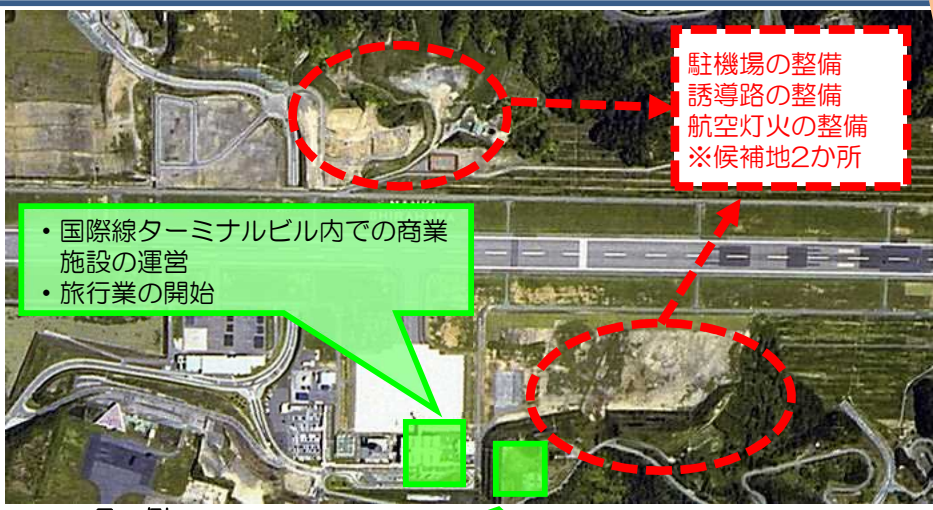 駐機場の整備
誘導路の整備
航空灯火の整備
※候補地2か所
・国際線ターミナルビル内での商業
施設の運営
・旅行業の開始